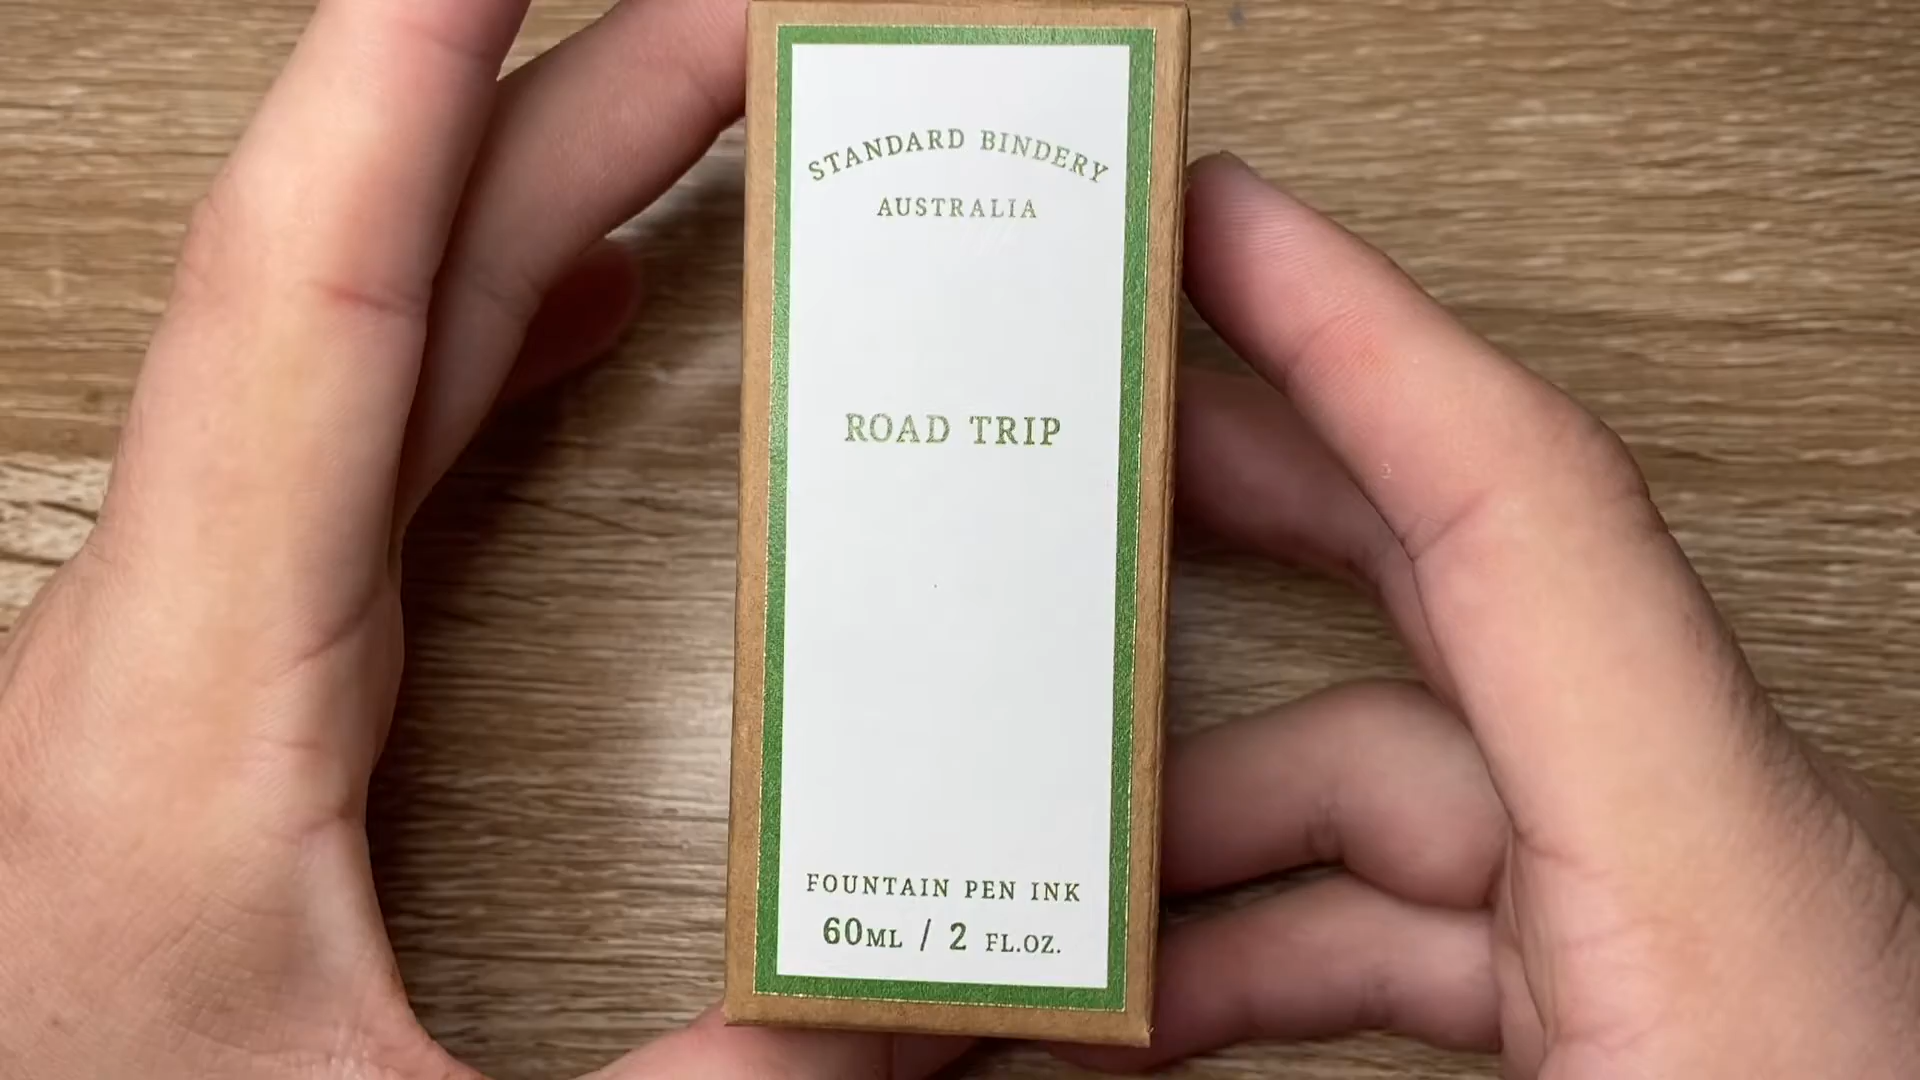 STANDARD BINDERY
AUSTRALIA
ROAD TRIP
FOUNTAIN PEN INK
60ML / 2 FL.OZ.